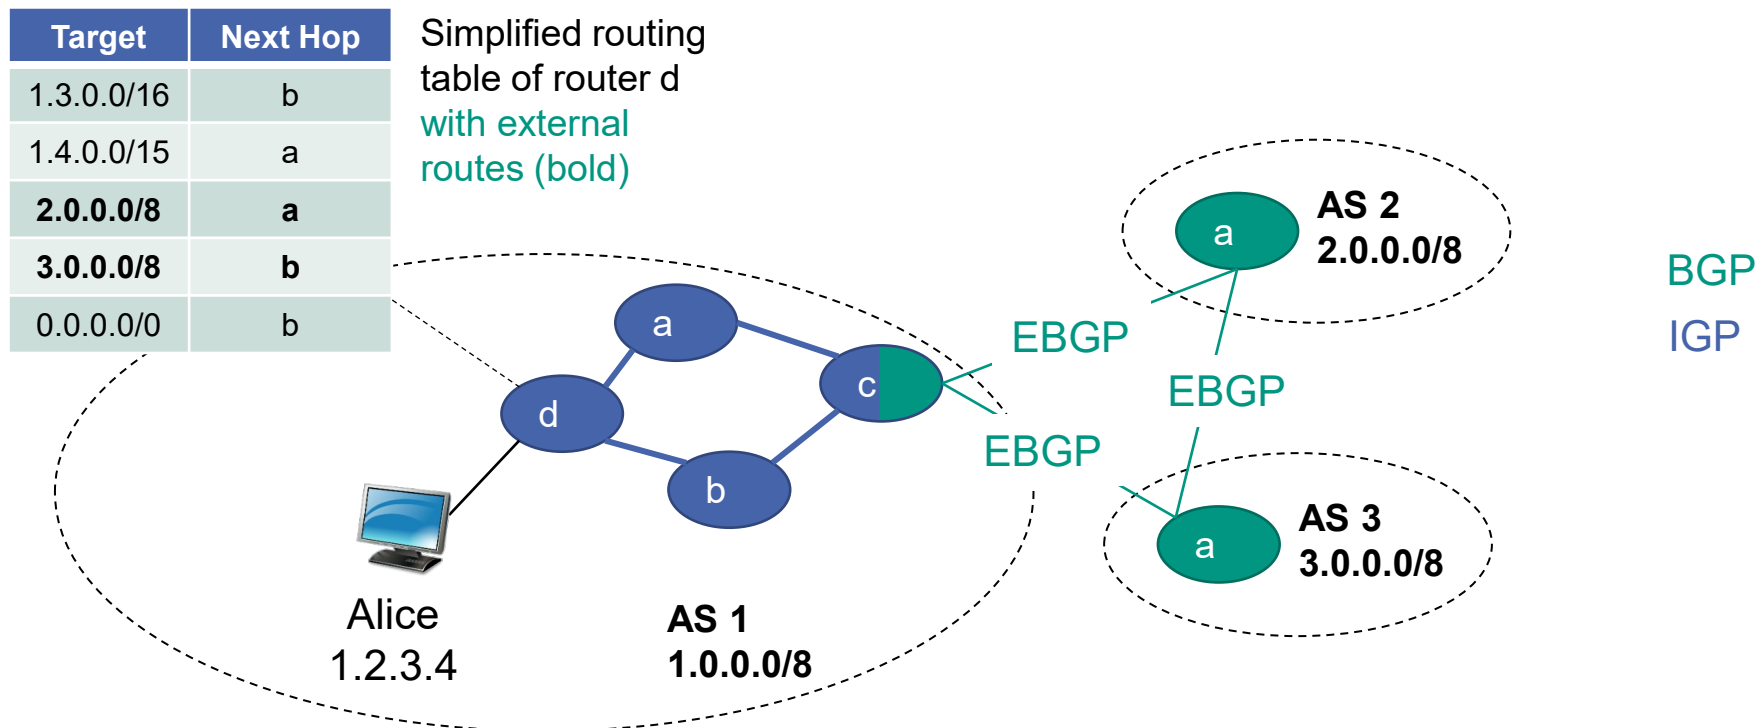 Target Next Hop
1.3.0.0/16 b
1.4.0.0/15 a
2.0.0.0/8 a
3.0.0.0/8 b
0.0.0.0/0 b
Simplified routing
table of router d
with external
routes (bold)
a
AS 2
2.0.0.0/8
BGP
IGP
EBGP
a
c
d
b
EBGP
EBGP
a
AS 3
3.0.0.0/8
Alice
1.2.3.4
AS 1
1.0.0.0/8